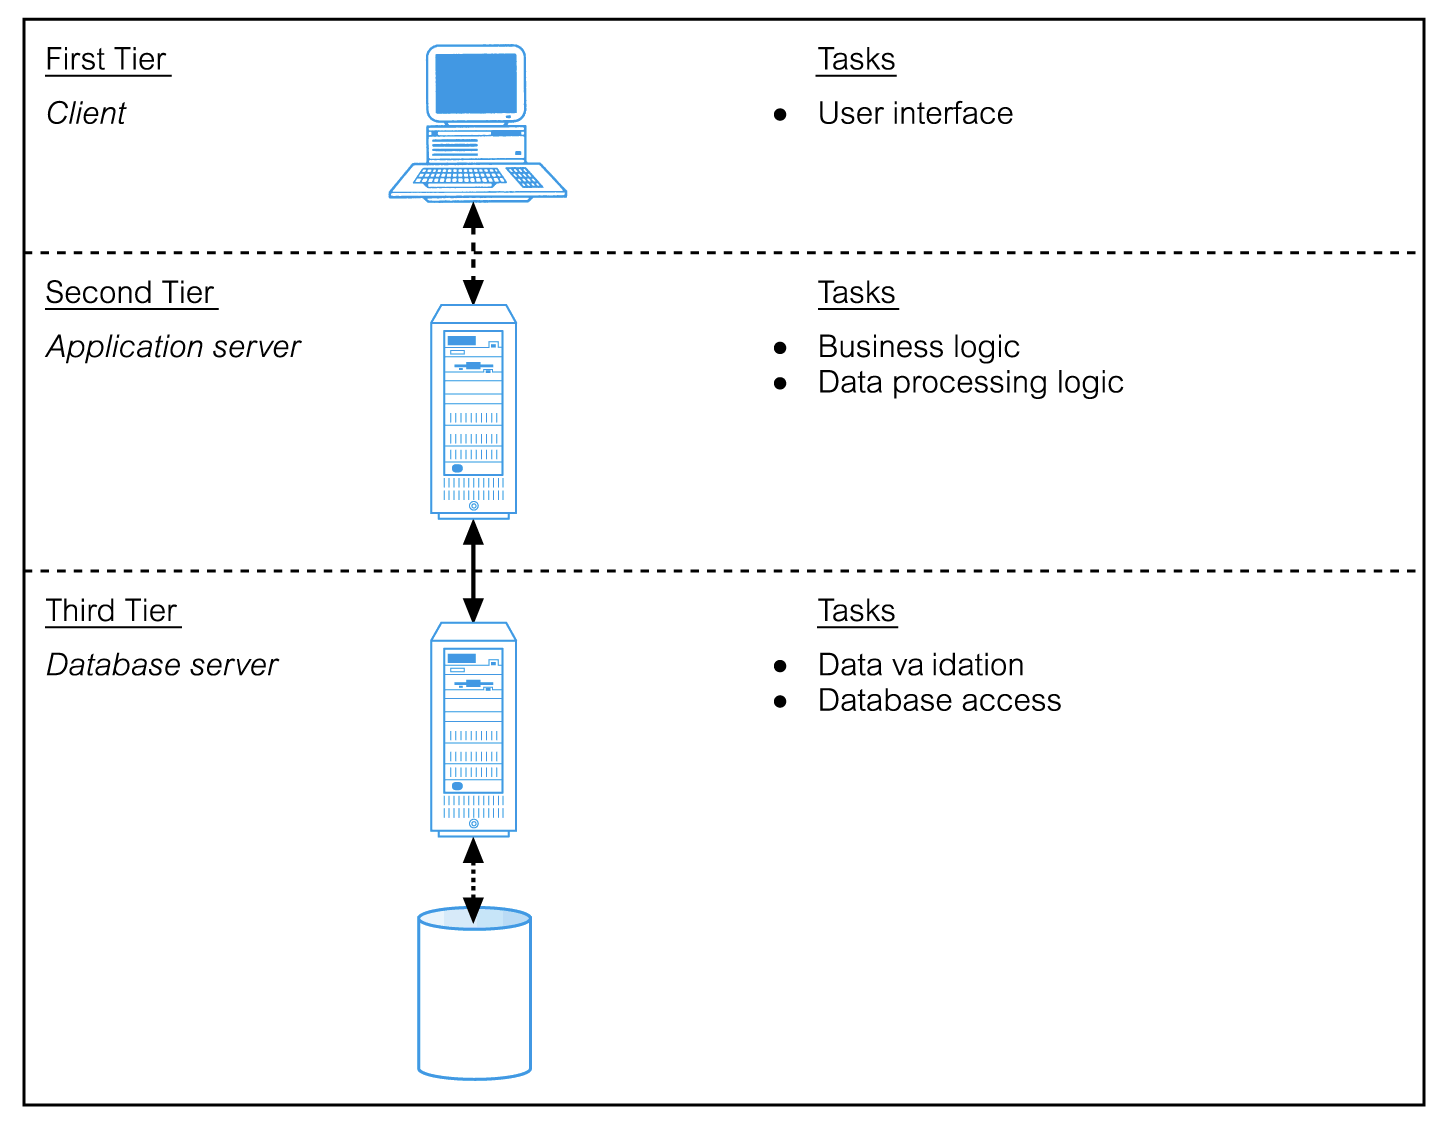 First Tier
Tasks
Client
● User interface
Second Tier
Tasks
Application server
● Business logic
● Data processing logic
Third Tier
Tasks
Database server
● Data va idation
● Database access